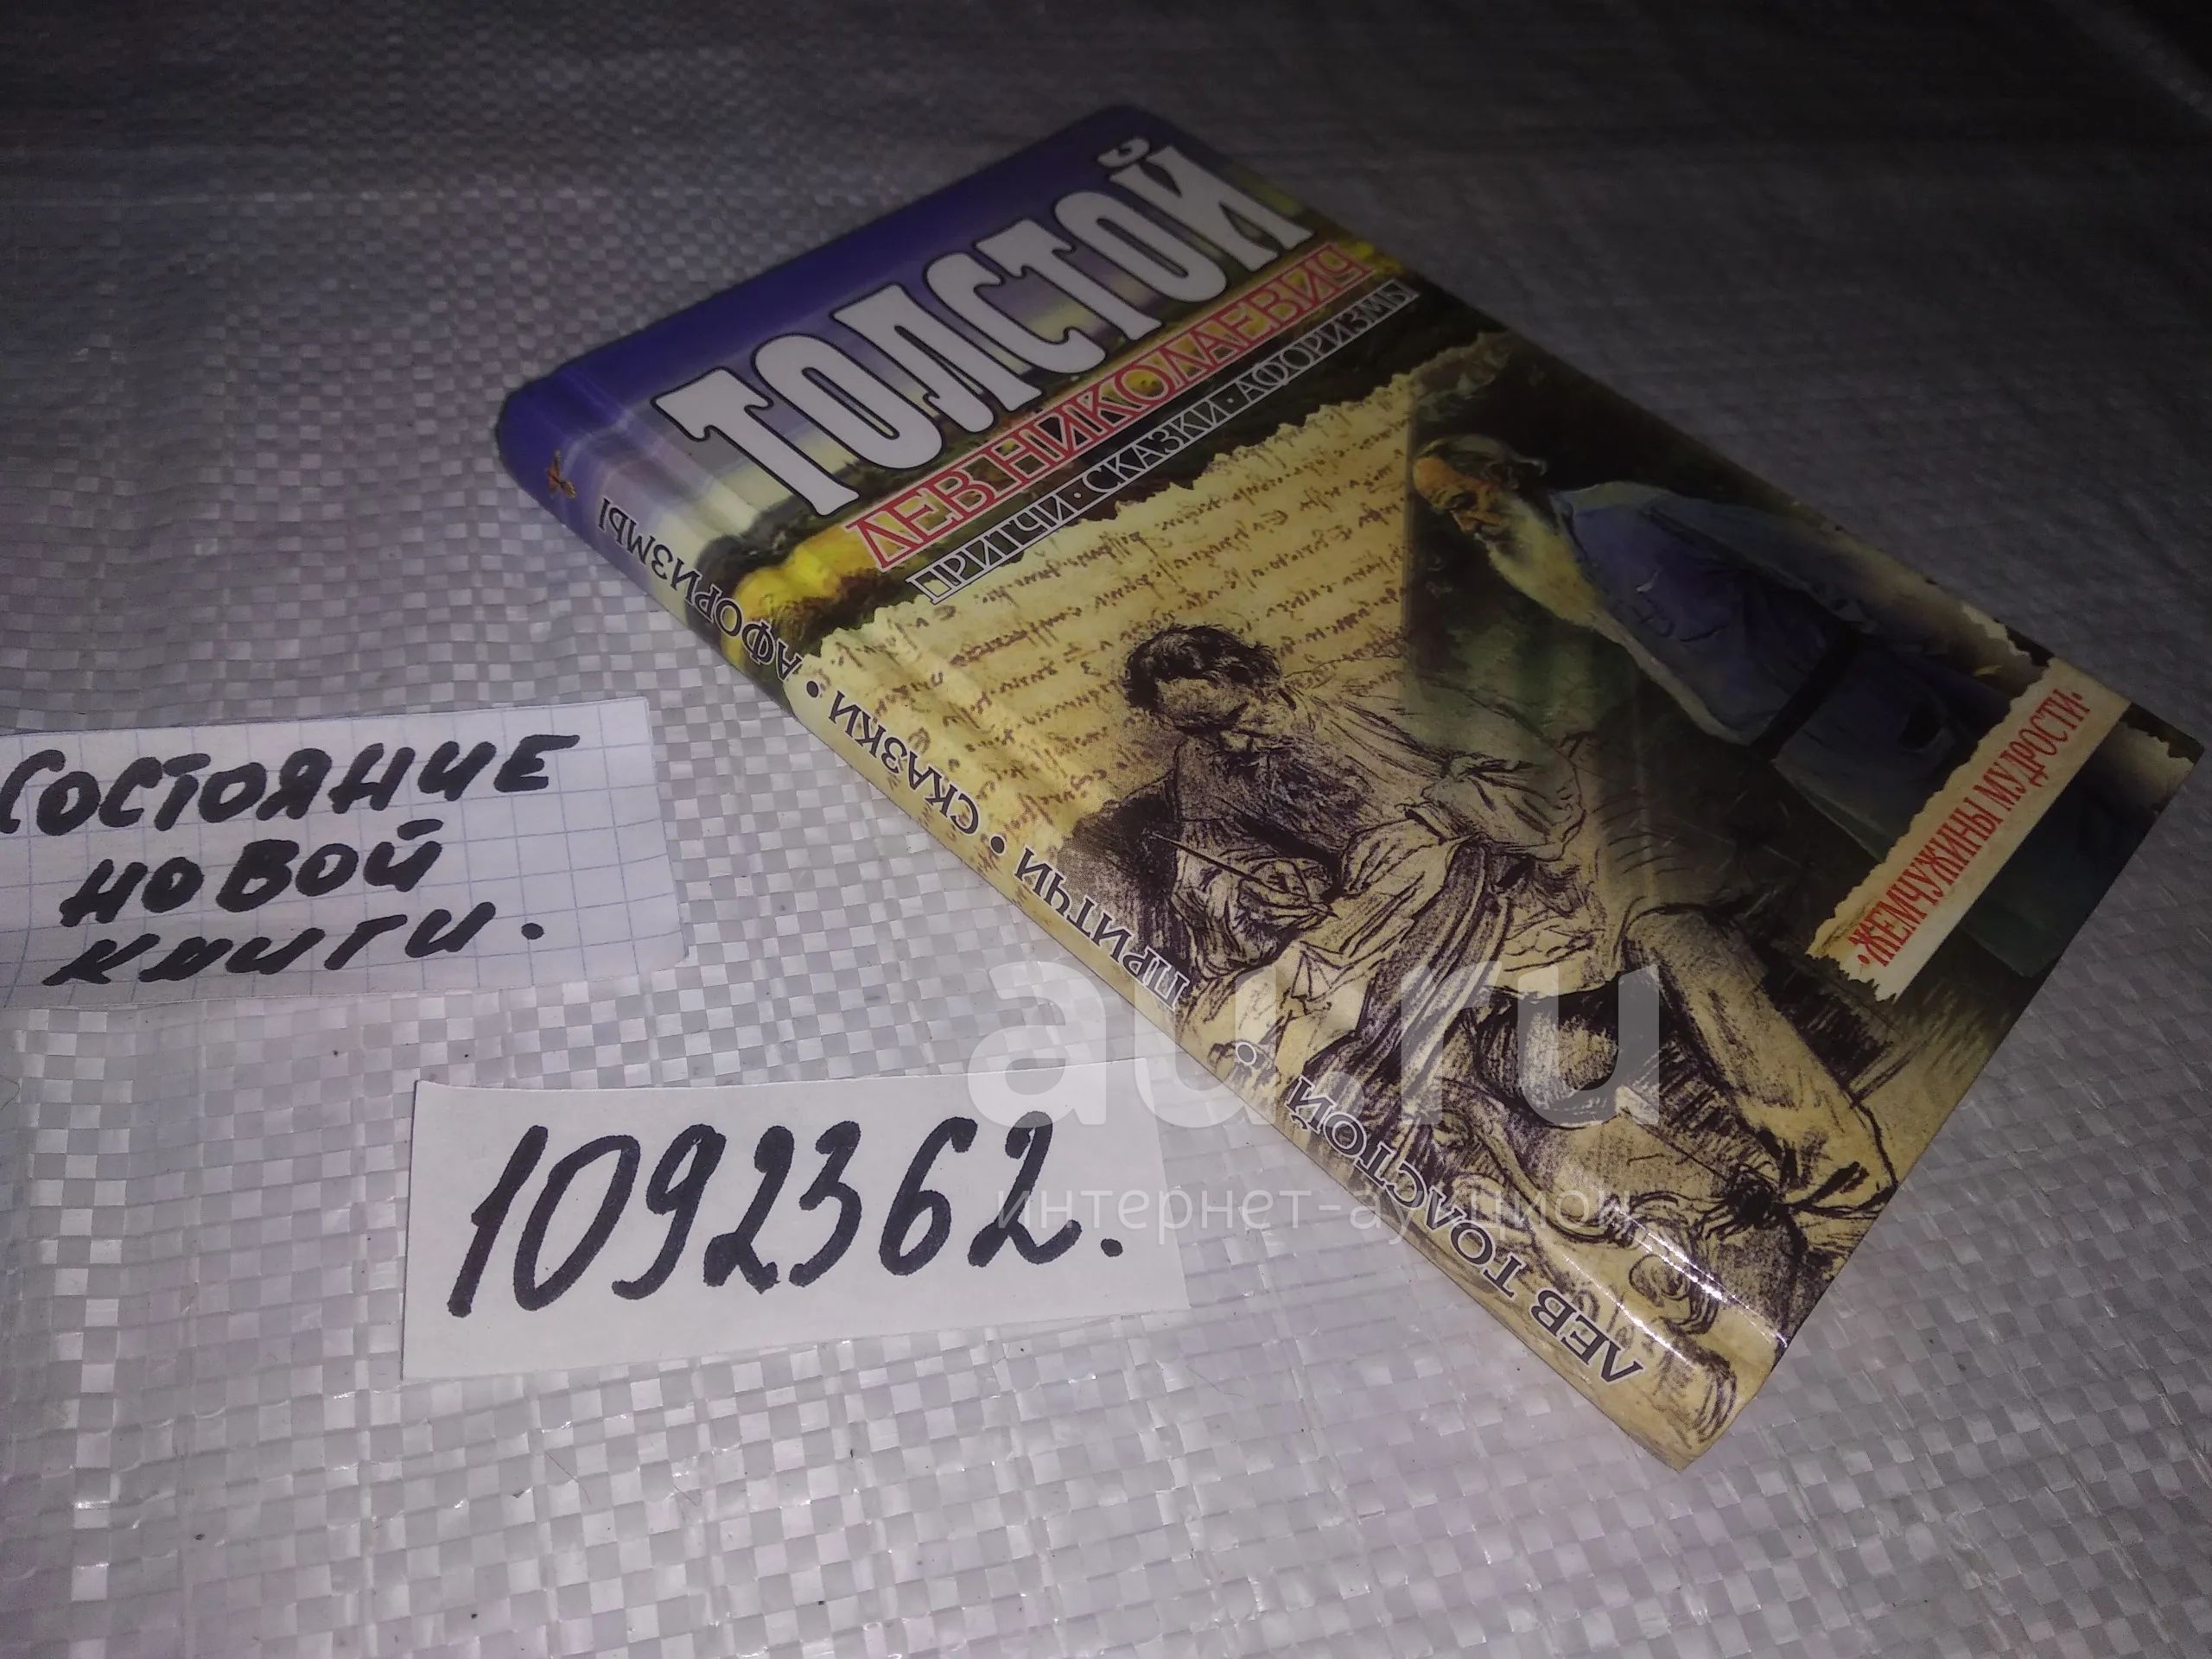 ТОЛСТОЙ
ЛЕВ НИКОЛАЕВИЧ
ПРИТЧИ • СКАЗКИ • АФОРИЗМЫ
• ЖЕМЧУЖИНЫ МУДРОСТИ •
ЛЕВ ТОЛСТОЙ • ПРИТЧИ • СКАЗКИ • АФОРИЗМЫ
СОСТОЯНИЕ
НОВОЙ
КНИГИ.
1092362.
au.ru
интернет-аукцион